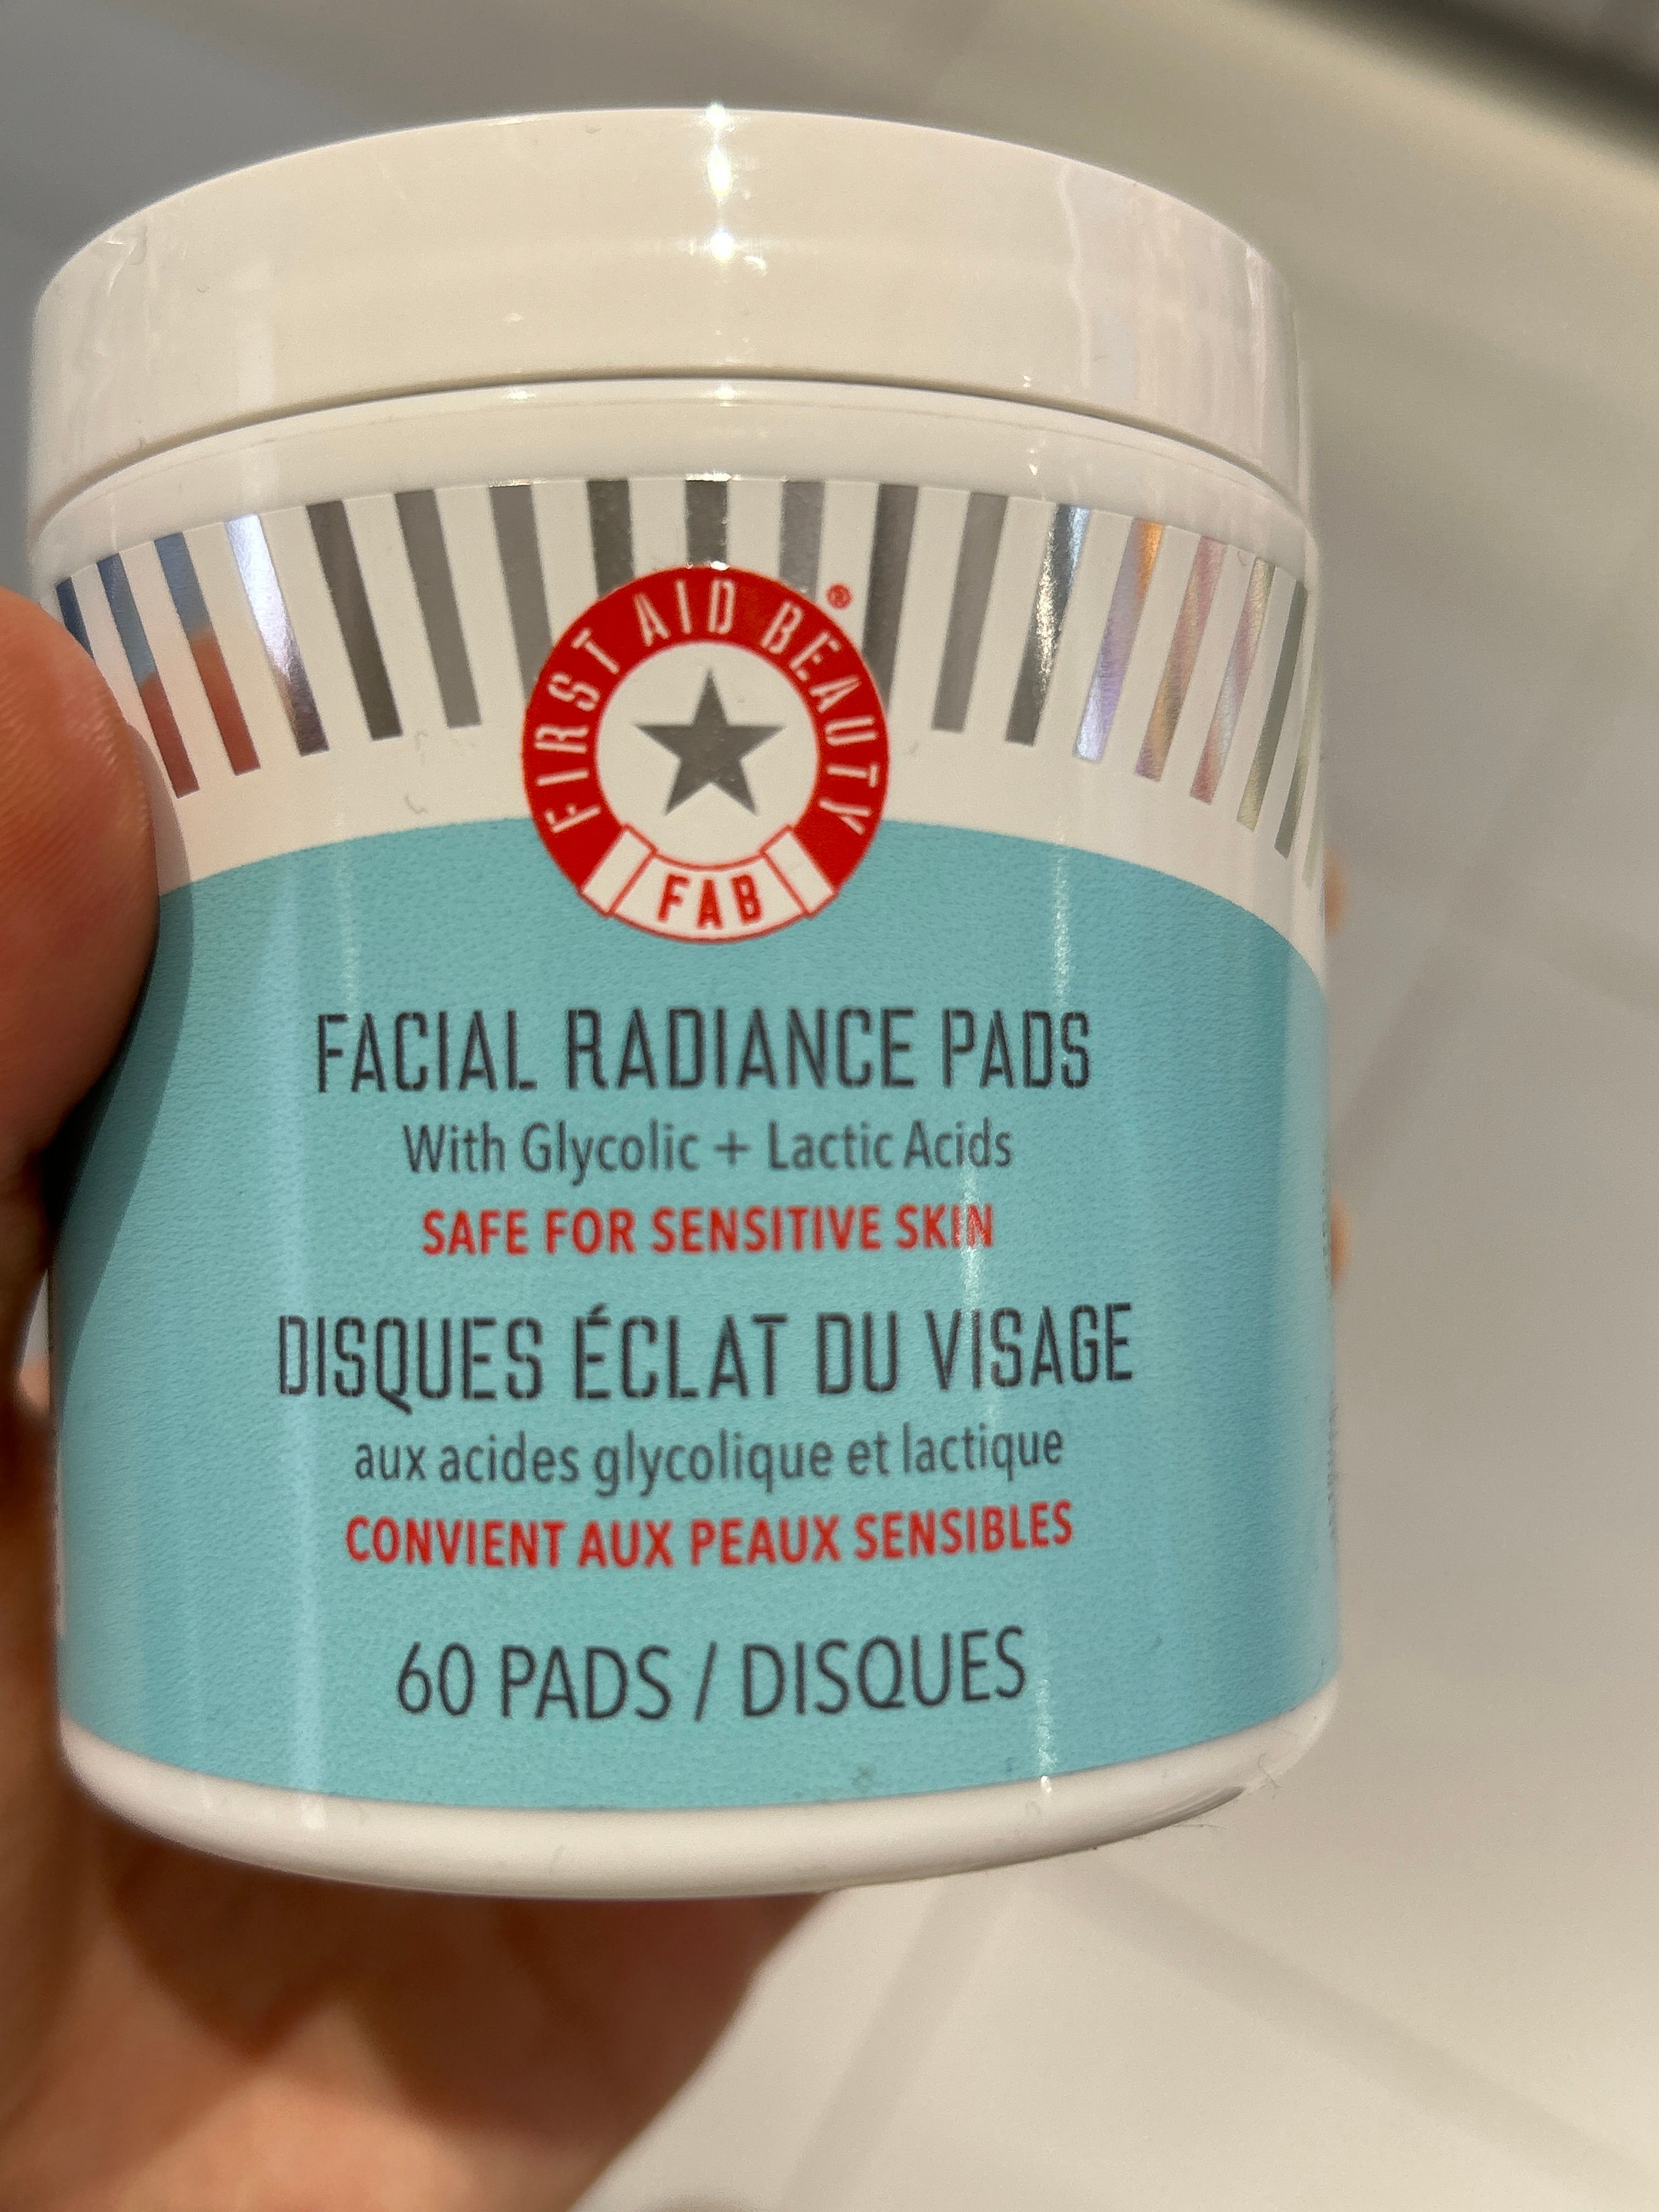 FIRST AID BEAUTY®
FAB
FACIAL RADIANCE PADS
With Glycolic + Lactic Acids
SAFE FOR SENSITIVE SKIN
DISQUES ÉCLAT DU VISAGE
aux acides glycolique et lactique
CONVIENT AUX PEAUX SENSIBLES
60 PADS / DISQUES